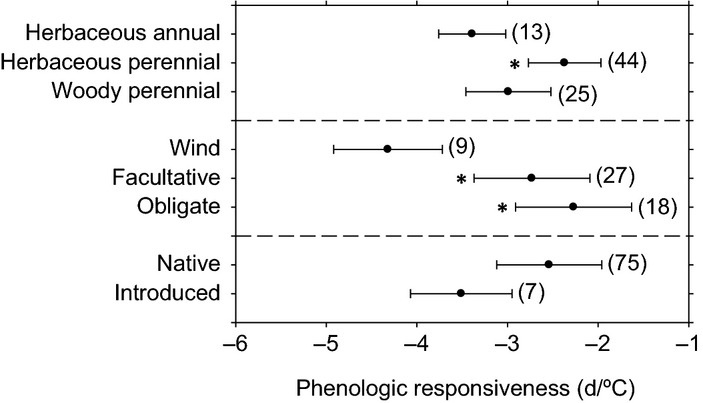 Herbaceous annual (13)
Herbaceous perennial * (44)
Woody perennial (25)
Wind (9)
Facultative * (27)
Obligate * (18)
Native (75)
Introduced (7)
–6 –5 –4 –3 –2 –1
Phenologic responsiveness (d/ºC)